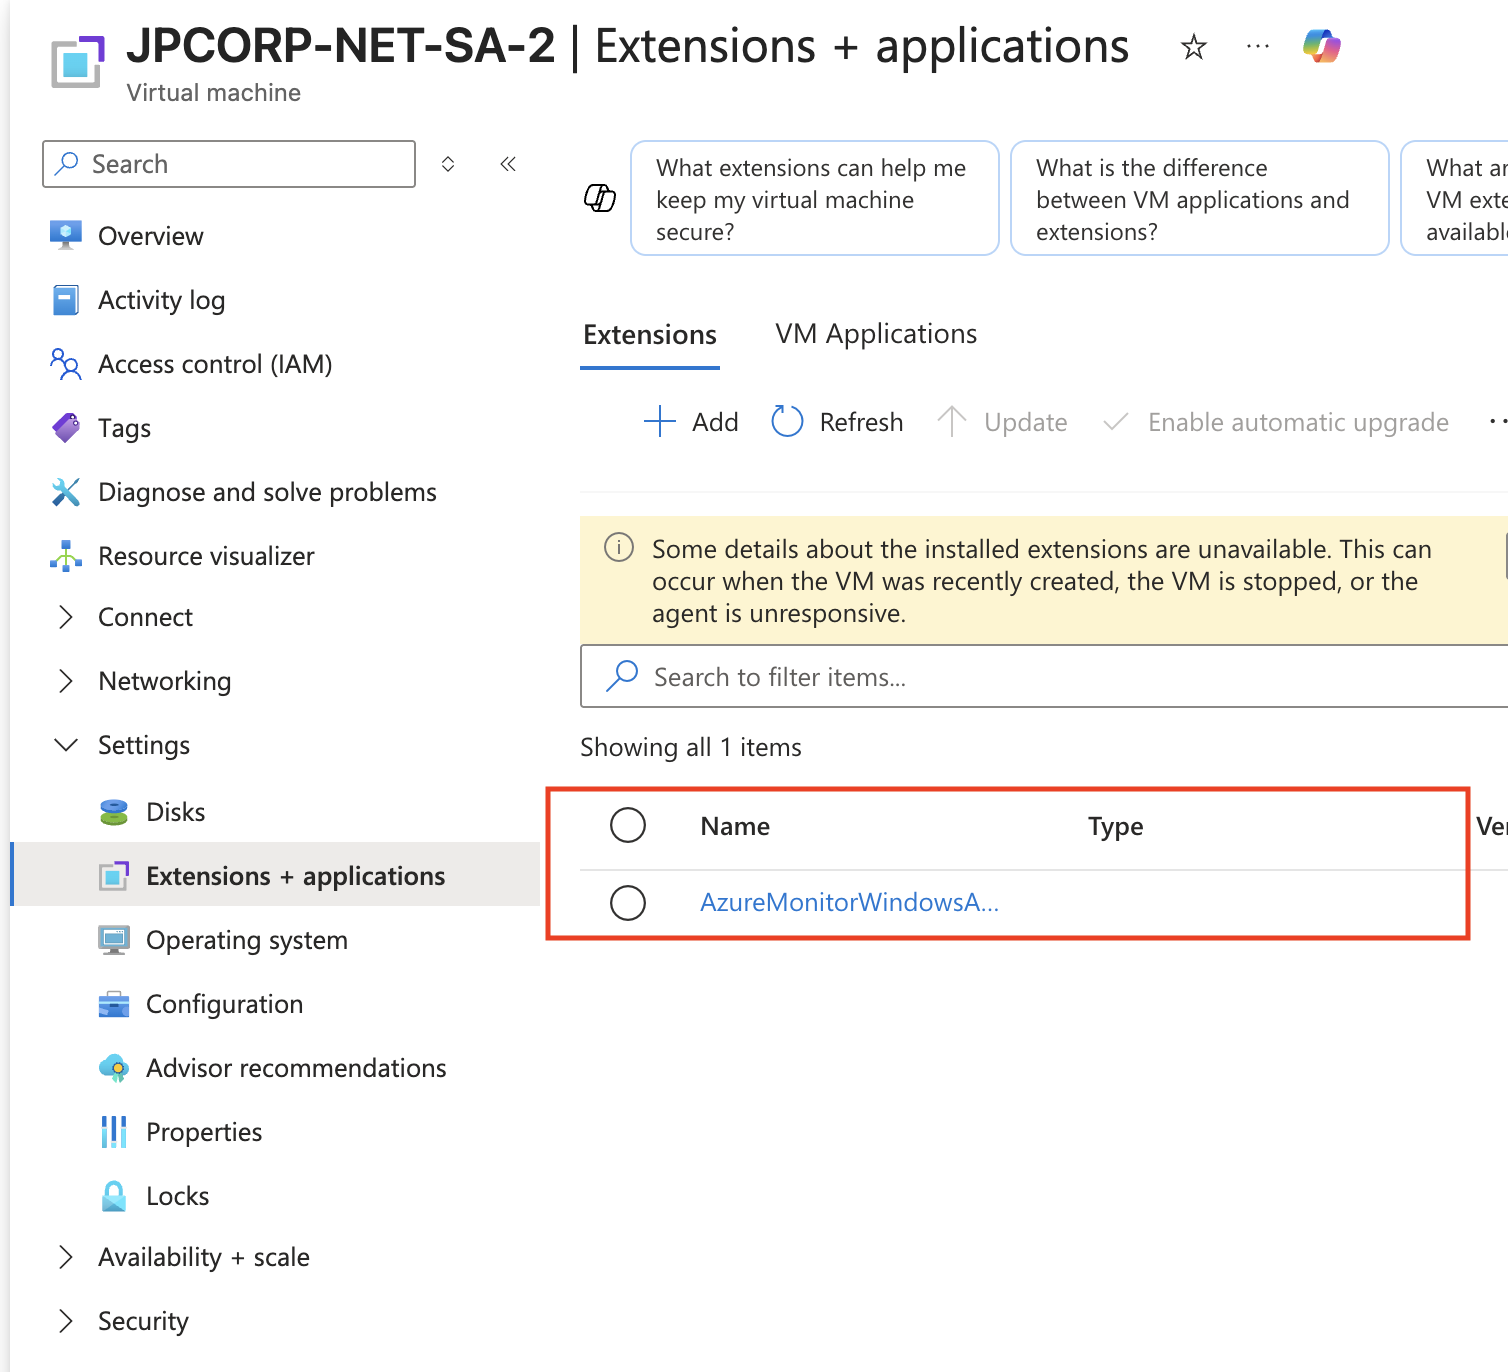 JPCORP-NET-SA-2 | Extensions + applications
Virtual machine
Search
Overview
Activity log
Access control (IAM)
Tags
Diagnose and solve problems
Resource visualizer
Connect
Networking
Settings
Disks
Extensions + applications
Operating system
Configuration
Advisor recommendations
Properties
Locks
Availability + scale
Security
What extensions can help me
keep my virtual machine
secure?
What is the difference
between VM applications and
extensions?
What
VM
Extensions
VM Applications
Add
Refresh
Update
Enable automatic upgrade
Some details about the installed extensions are unavailable. This can
occur when the VM was recently created, the VM is stopped, or the
agent is unresponsive.
Search to filter items...
Showing all 1 items
Name
Type
AzureMonitorWindowsA...